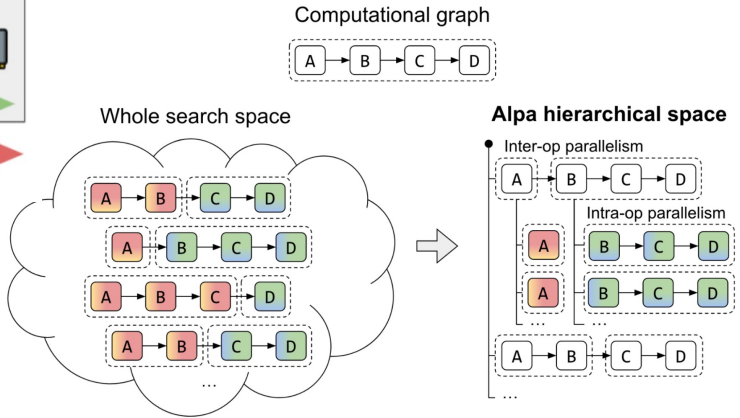 Computational graph
A B C D
Whole search space
A B C D
A B C D
A B C D
A B C D
...
Alpa hierarchical space
Inter-op parallelism
A B C D
Intra-op parallelism
A B C D
A B C D
... ...
A B C D
...